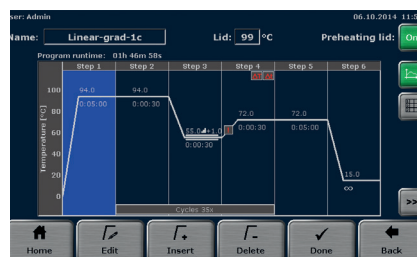 ser: Admin 06.10.2014 11:5
Name: Linear-grad-1c Lid: 99 °C Preheating lid: On
Program runtime: 01h 46m 58s
Step 1 Step 2 Step 3 Step 4 Step 5 Step 6
Temperature [°C]
100
80
60
40
20
0
94.0
0:05:00
94.0
0:00:30
55.0 +1.0
0:00:30
72.0
0:00:30
72.0
0:05:00
15.0
∞
Cycles 35x
>>
Home Edit Insert Delete Done Back